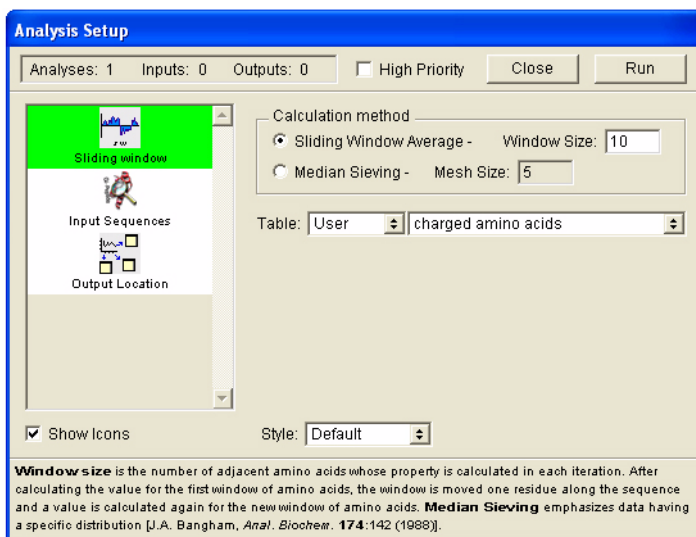 Analysis Setup
Analyses: 1 Inputs: 0 Outputs: 0 High Priority Close Run
Calculation method
Sliding Window Average - Window Size: 10
Median Sieving - Mesh Size: 5
Sliding window
Input Sequences
Table: User charged amino acids
Output Location
Show Icons Style: Default
Window size is the number of adjacent amino acids whose property is calculated in each iteration. After
calculating the value for the first window of amino acids, the window is moved one residue along the sequence
and a value is calculated again for the new window of amino acids. Median Sieving emphasizes data having
a specific distribution [J.A. Bangham, Anal. Biochem. 174:142 (1988)].